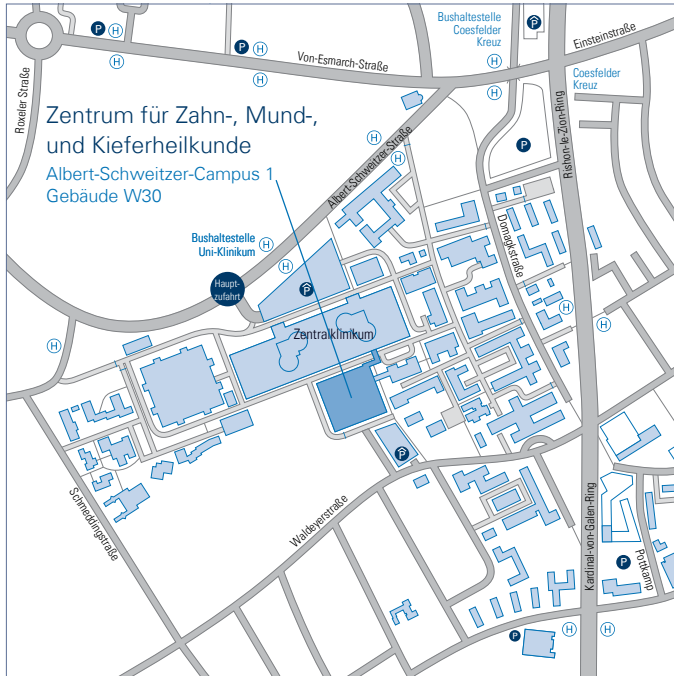 P
H
H
P
H
H
Von-Esmarch-Straße
Roxeler Straße
Bushaltestelle
Coesfelder
Kreuz
P
H
H
H
Einsteinstraße
Coesfelder
Kreuz
Rishon-le-Zion-Ring
P
Zentrum für Zahn-, Mund-,
und Kieferheilkunde
Albert-Schweitzer-Campus 1
Gebäude W30
Albert-Schweitzer-Straße
H
H
Domagkstraße
Bushaltestelle
Uni-Klinikum
H
H
Haupt-
zufahrt
P
Zentralklinikum
H
H
H
P
Schmeddingstraße
Waldeyerstraße
Kardinal-von-Galen-Ring
P
Pottkamp
P
H
H